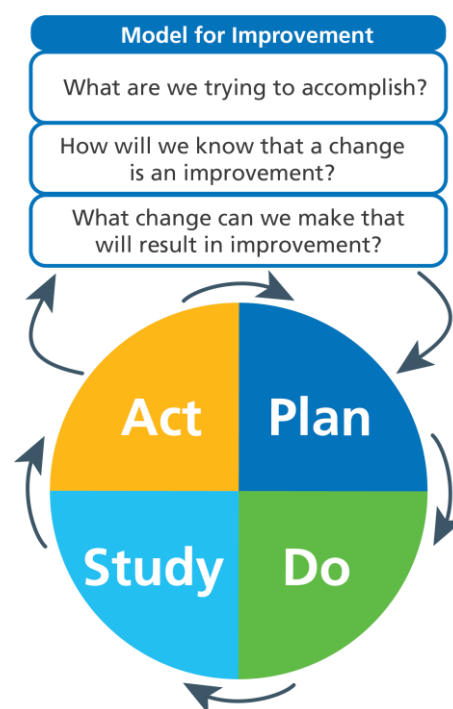 Model for Improvement
What are we trying to accomplish?
How will we know that a change
is an improvement?
What change can we make that
will result in improvement?
Act
Plan
Study
Do